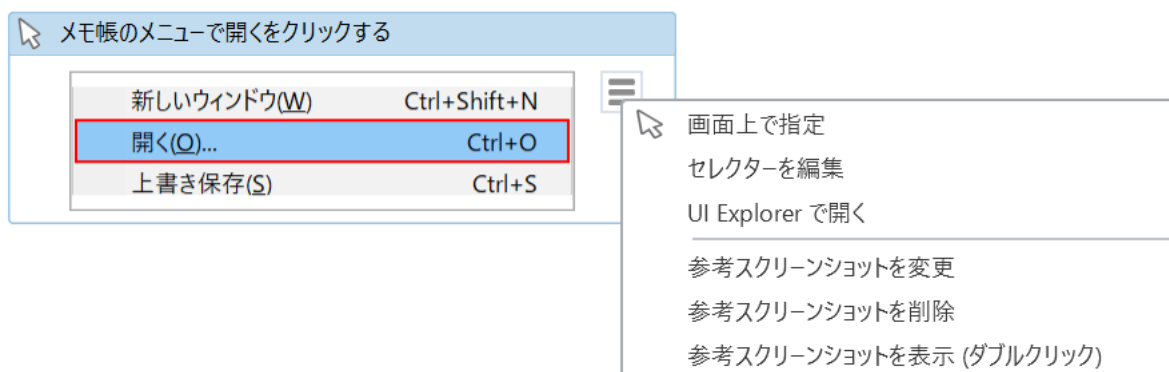 メモ帳のメニューで開くをクリックする
新しいウィンドウ(W) Ctrl+Shift+N
開く(O)... Ctrl+O
上書き保存(S) Ctrl+S
画面上で指定
セレクターを編集
UI Explorer で開く
参考スクリーンショットを変更
参考スクリーンショットを削除
参考スクリーンショットを表示 (ダブルクリック)